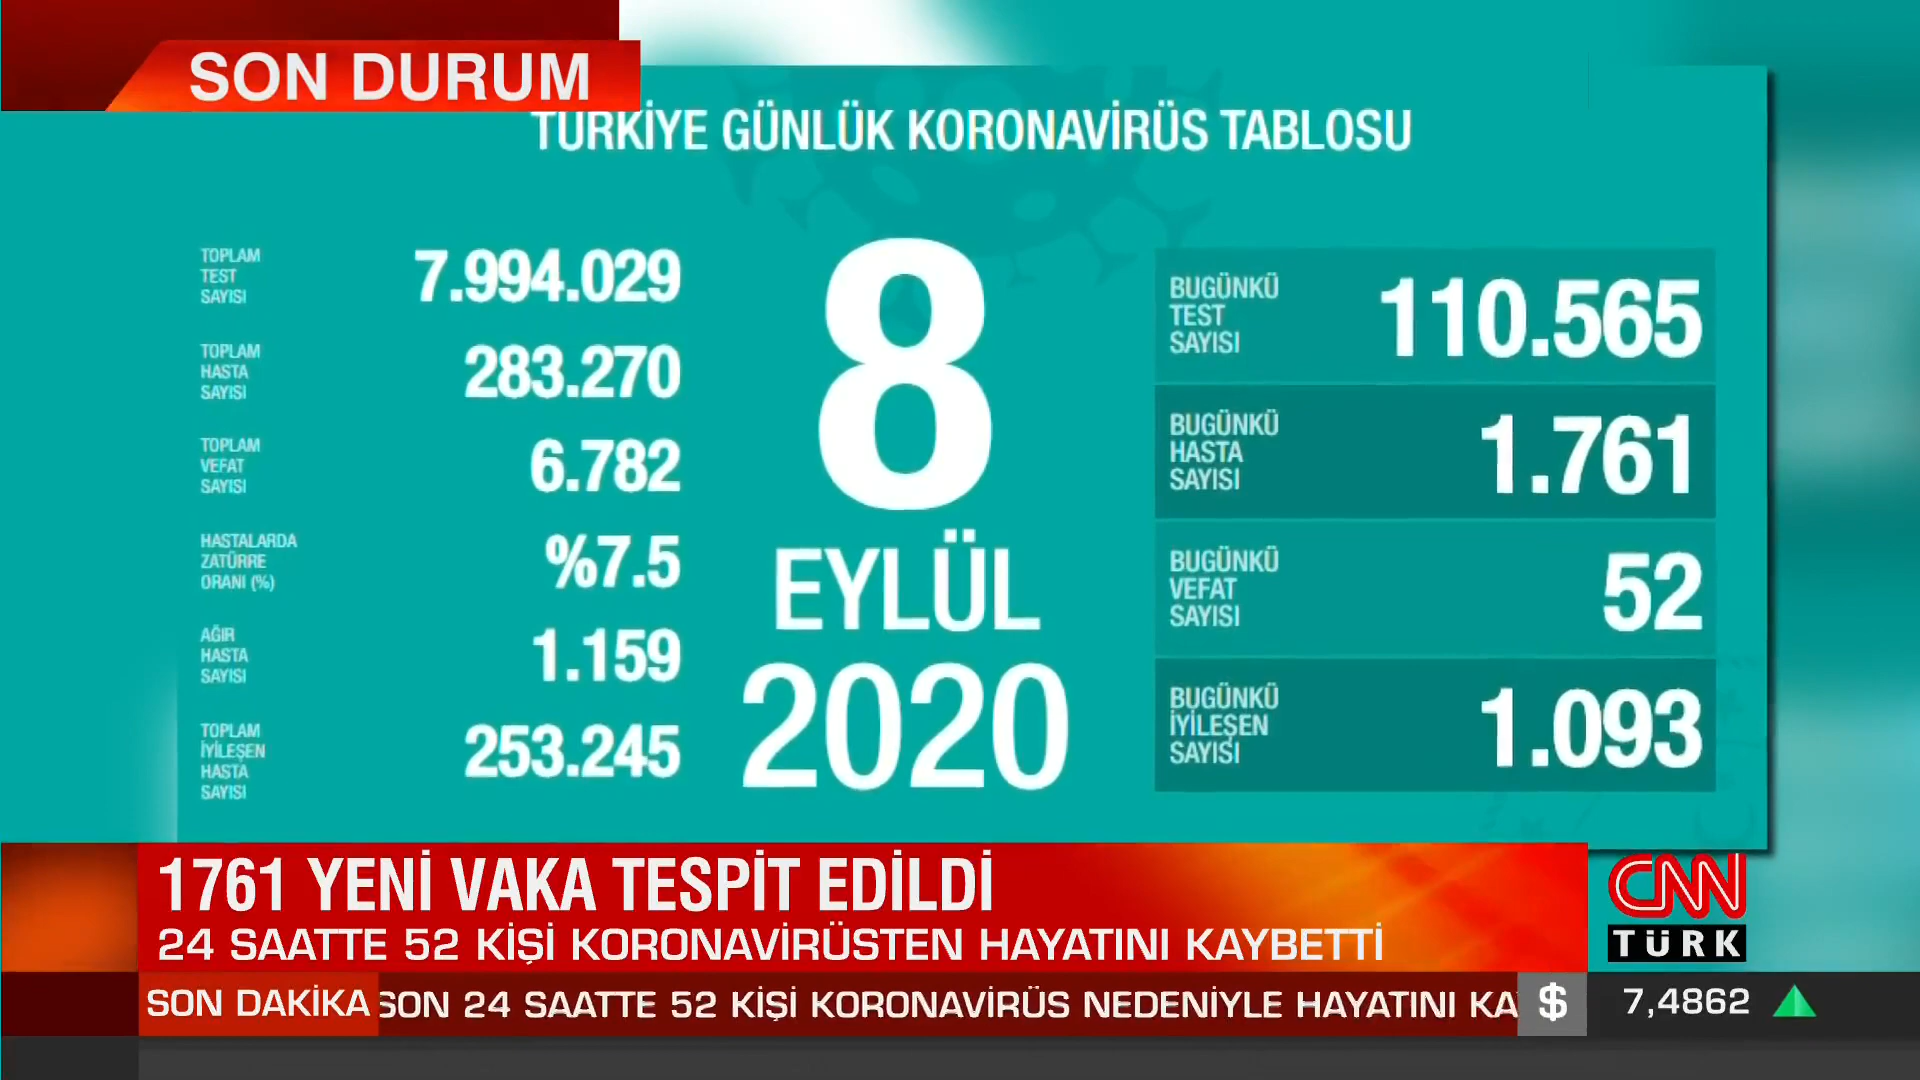 SON DURUM
TÜRKİYE GÜNLÜK KORONAVİRÜS TABLOSU
TOPLAM
TEST
SAYISI
7.994.029
TOPLAM
HASTA
SAYISI
283.270
TOPLAM
VEFAT
SAYISI
6.782
HASTALARDA
ZATÜRRE
ORANI (%)
%7.5
AĞIR
HASTA
SAYISI
1.159
TOPLAM
İYİLEŞEN
HASTA
SAYISI
253.245
8
EYLÜL
2020
BUGÜNKÜ
TEST
SAYISI
110.565
BUGÜNKÜ
HASTA
SAYISI
1.761
BUGÜNKÜ
VEFAT
SAYISI
52
BUGÜNKÜ
İYİLEŞEN
SAYISI
1.093
1761 YENİ VAKA TESPİT EDİLDİ
24 SAATTE 52 KİŞİ KORONAVİRÜSTEN HAYATINI KAYBETTİ
CNN
TÜRK
SON DAKİKA
SON 24 SAATTE 52 KİŞİ KORONAVİRÜS NEDENİYLE HAYATINI KA
$ 7,4862